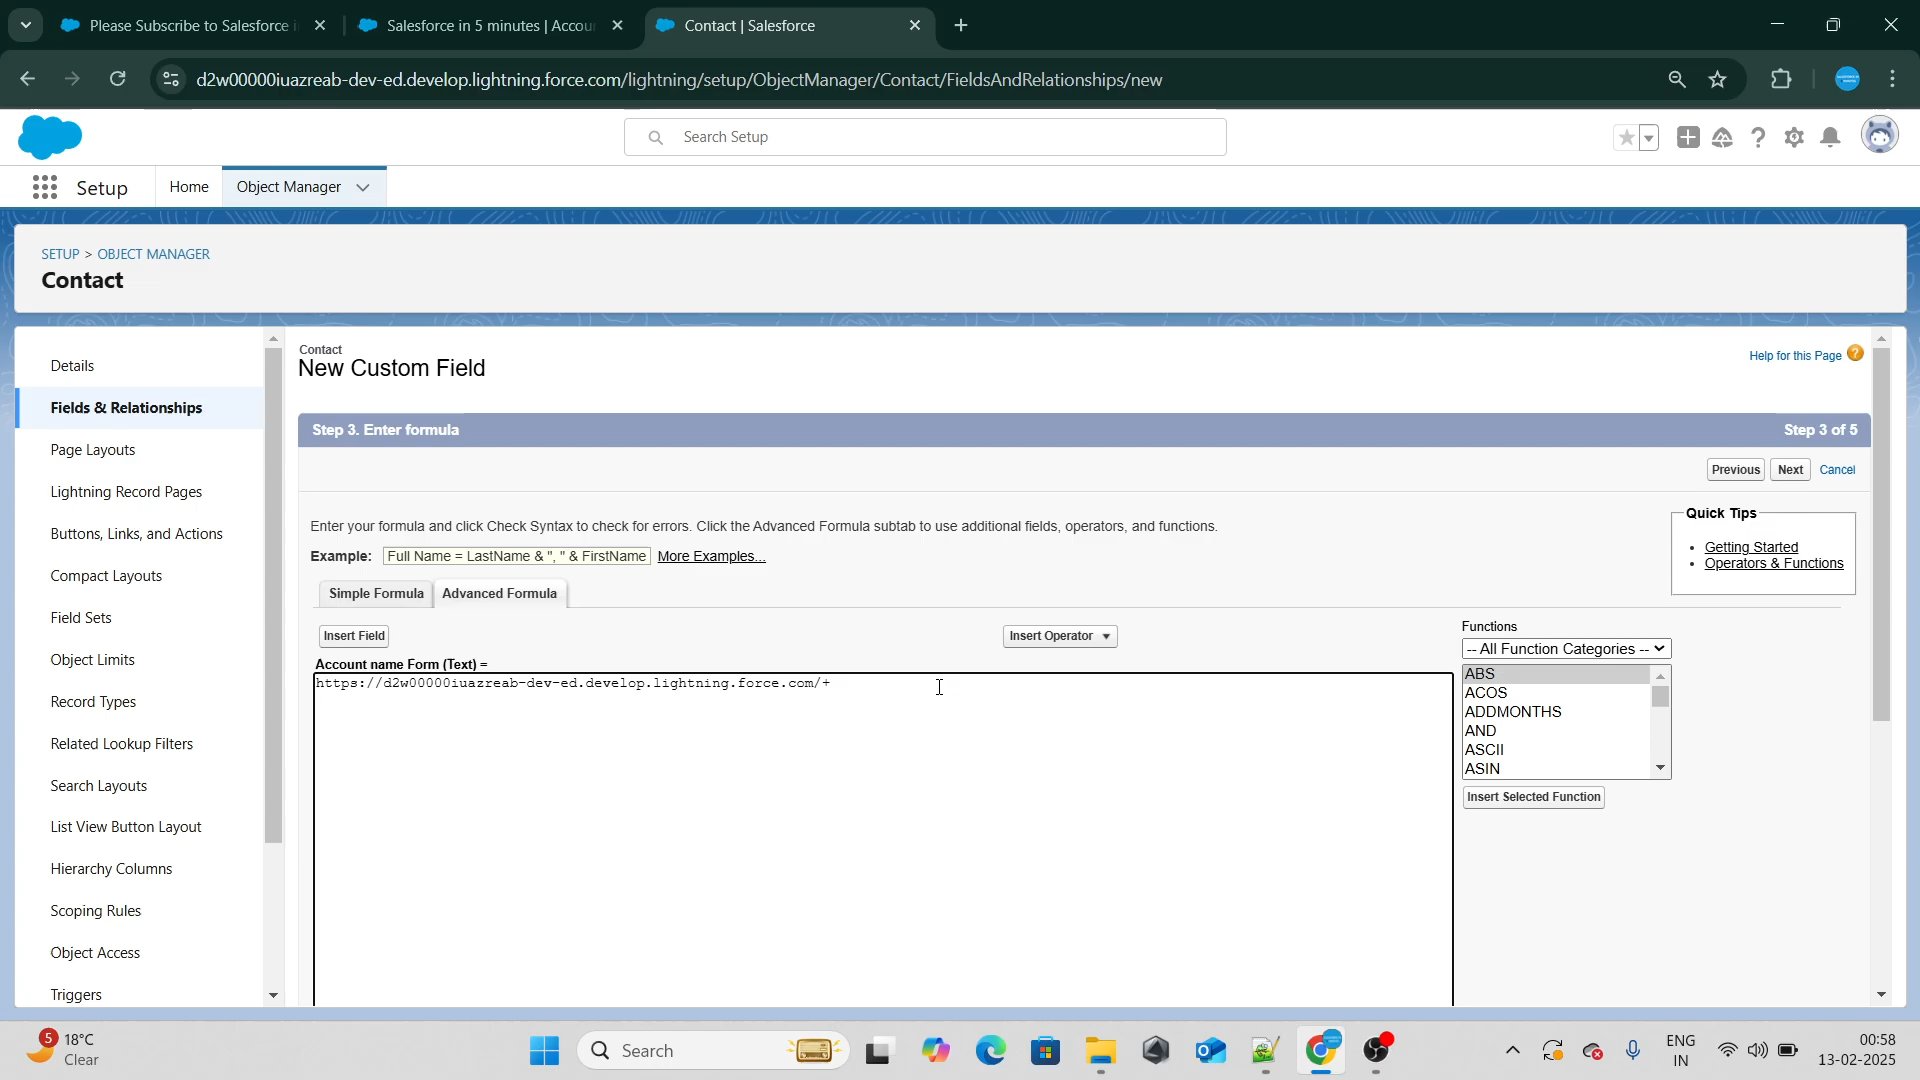 Please Subscribe to Salesforce i
Salesforce in 5 minutes | Accou
Contact | Salesforce
d2w00000iuazreab-dev-ed.develop.lightning.force.com/lightning/setup/ObjectManager/Contact/FieldsAndRelationships/new
Search Setup
Setup
Home
Object Manager
SETUP > OBJECT MANAGER
Contact
Details
Fields & Relationships
Page Layouts
Lightning Record Pages
Buttons, Links, and Actions
Compact Layouts
Field Sets
Object Limits
Record Types
Related Lookup Filters
Search Layouts
List View Button Layout
Hierarchy Columns
Scoping Rules
Object Access
Triggers
Contact
New Custom Field
Help for this Page
Step 3. Enter formula
Step 3 of 5
Previous
Next
Cancel
Enter your formula and click Check Syntax to check for errors. Click the Advanced Formula subtab to use additional fields, operators, and functions.
Example: Full Name = LastName & ", " & FirstName More Examples...
Quick Tips
• Getting Started
• Operators & Functions
Simple Formula
Advanced Formula
Insert Field
Insert Operator
Functions
-- All Function Categories --
Account name Form (Text) =
https://d2w00000iuazreab-dev-ed.develop.lightning.force.com/+
ABS
ACOS
ADDMONTHS
AND
ASCII
ASIN
Insert Selected Function
5
18°C
Clear
Search
ENG
IN
00:58
13-02-2025